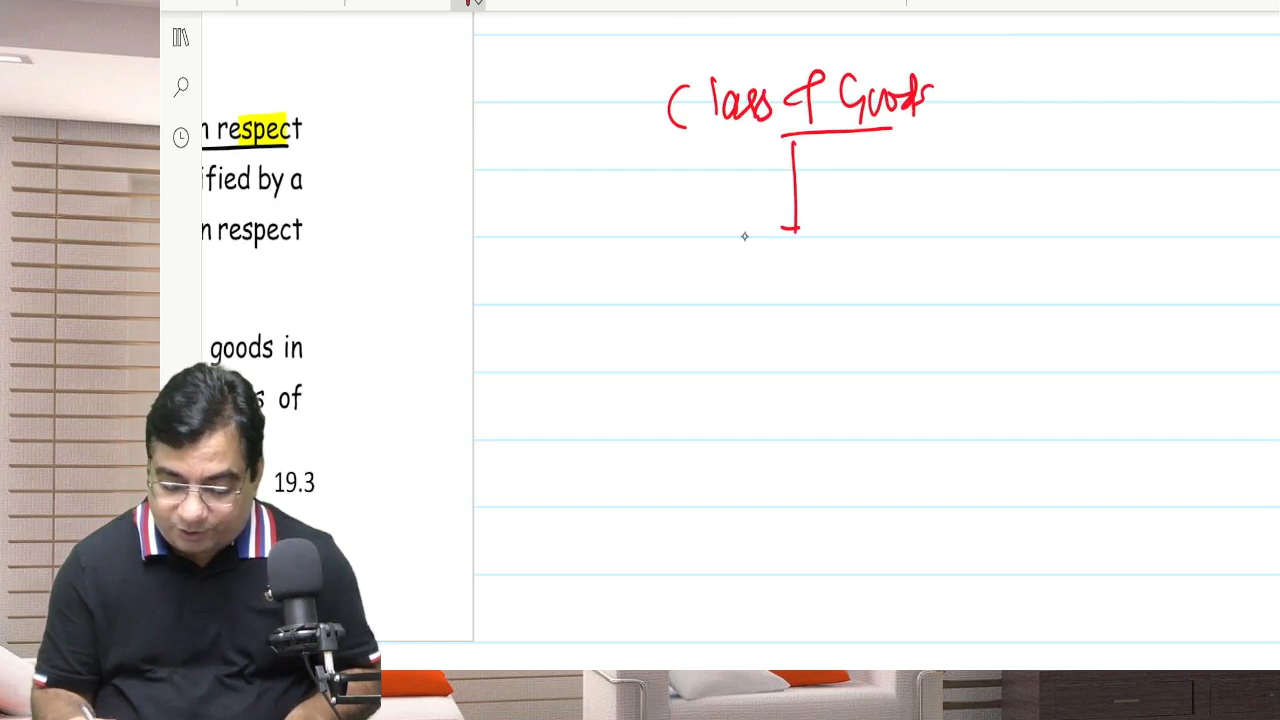 Class of Goods
n respect
ified by a
n respect
goods in
s of
19.3